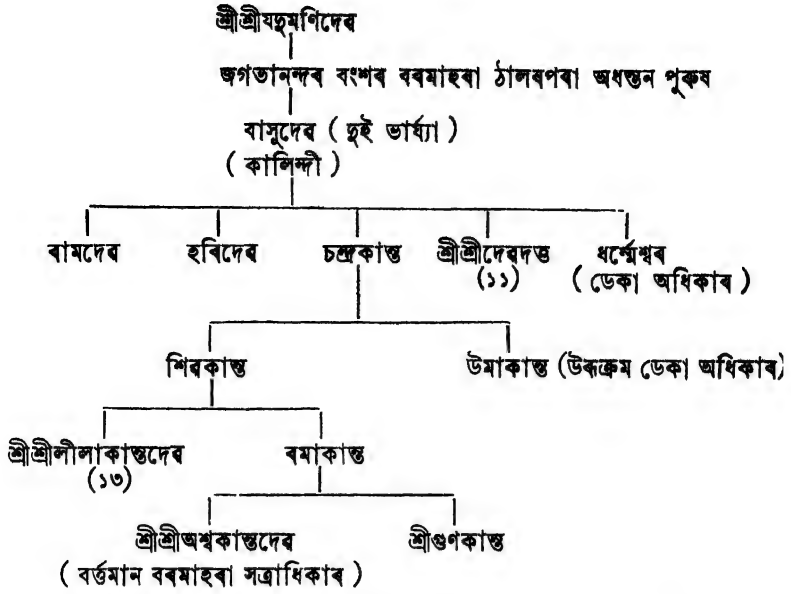 শ্ৰীশ্ৰীযদুমণিদেৱ
জগতানন্দৰ বংশৰ বৰমাহৰা ঠালৰপৰা অধস্তন পুৰুষ
বাসুদেৱ ( দুই ভাৰ্য্যা )
( কালিন্দী )
ৰামদেৱ হৰিদেৱ চন্দ্ৰকান্ত শ্ৰীশ্ৰীদেৱদত্ত ধৰ্ম্মেশ্বৰ
(১১) ( ডেকা অধিকাৰ )
শিৱকান্ত উমাকান্ত (উৰুক্ৰম ডেকা অধিকাৰ)
শ্ৰীশ্ৰীলীলাকান্তদেৱ ৰমাকান্ত
(১৩)
শ্ৰীশ্ৰীঅশ্বকান্তদেৱ শ্ৰীগুণকান্ত
( বৰ্ত্তমান বৰমাহৰা সত্ৰাধিকাৰ )